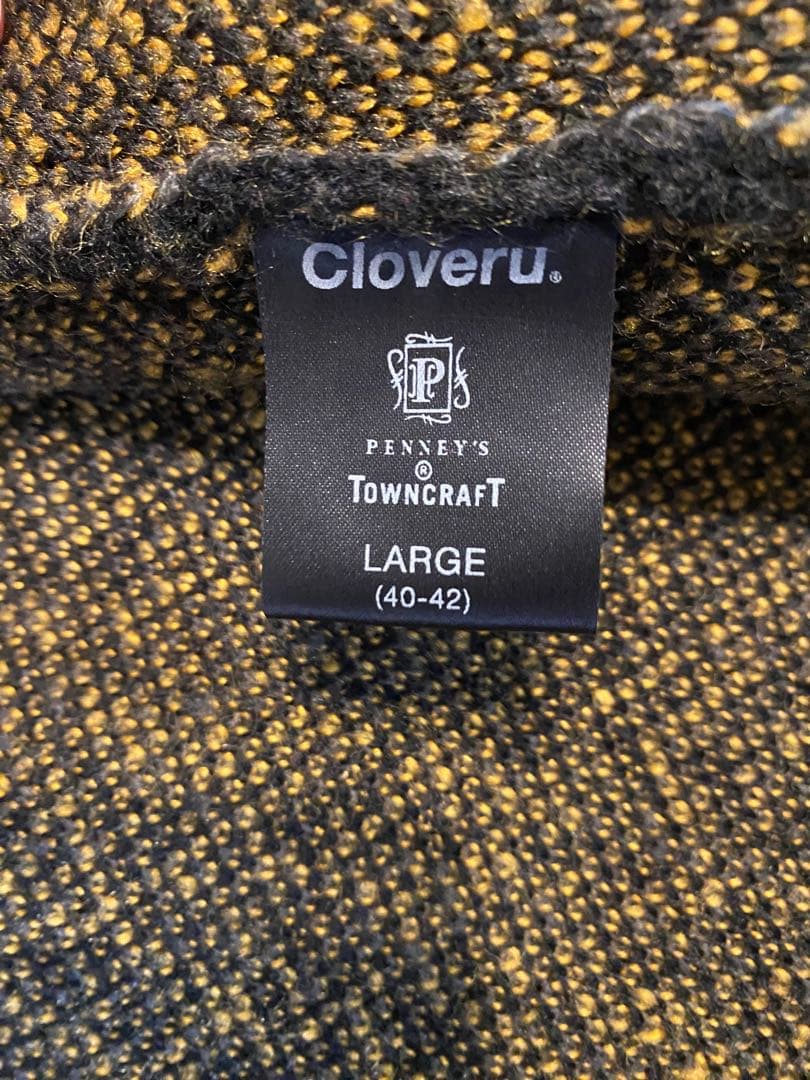 Cloveru®
P
PENNEY'S
®
TOWNCRAFT
LARGE
(40-42)